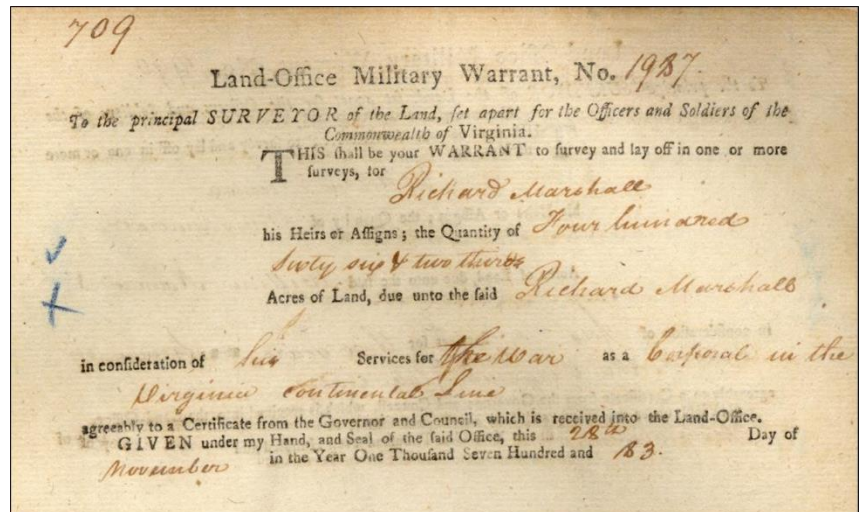 709
Land-Office Military Warrant, No. 1987
To the principal SURVEYOR of the Land, ſet apart for the Officers and Soldiers of the
Commonwealth of Virginia.
THIS ſhall be your WARRANT to ſurvey and lay off in one or more
ſurveys, for Richard Marshall
his Heirs or Aſſigns; the Quantity of Four hundred
Sixty six & two thirds
Acres of Land, due unto the ſaid Richard Marshall
in conſideration of his Services for the War as a Corporal in the
Virginia Continental Line
agreeably to a Certificate from the Governor and Council, which is received into the Land-Office.
GIVEN under my Hand, and Seal of the ſaid Office, this 28th Day of
November in the Year One Thouſand Seven Hundred and 83.